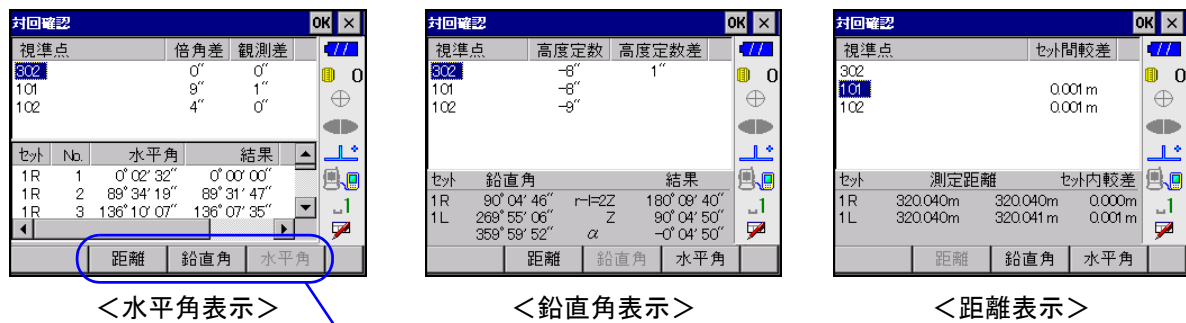 対回確認 OK ×
視準点 倍角差 観測差
302 0″ 0″
101 9″ 1″
102 4″ 0″
0
セット No. 水平角 結果
1R 1 0°02′32″ 0°00′00″
1R 2 89°34′19″ 89°31′47″
1R 3 136°10′07″ 136°07′35″
1
距離 鉛直角 水平角
<水平角表示>
対回確認 OK ×
視準点 高度定数 高度定数差
302 -8″ 1″
101 -8″
102 -9″
0
セット 鉛直角 結果
1R 90°04′46″ r-l=2Z 180°09′40″
1L 269°55′06″ Z 90°04′50″
359°59′52″ α -0°04′50″
1
距離 鉛直角 水平角
<鉛直角表示>
対回確認 OK ×
視準点 セット間較差
302
101 0.001m
102 0.001m
0
セット 測定距離 セット内較差
1R 320.040m 320.040m 0.000m
1L 320.040m 320.041m 0.001m
1
距離 鉛直角 水平角
<距離表示>